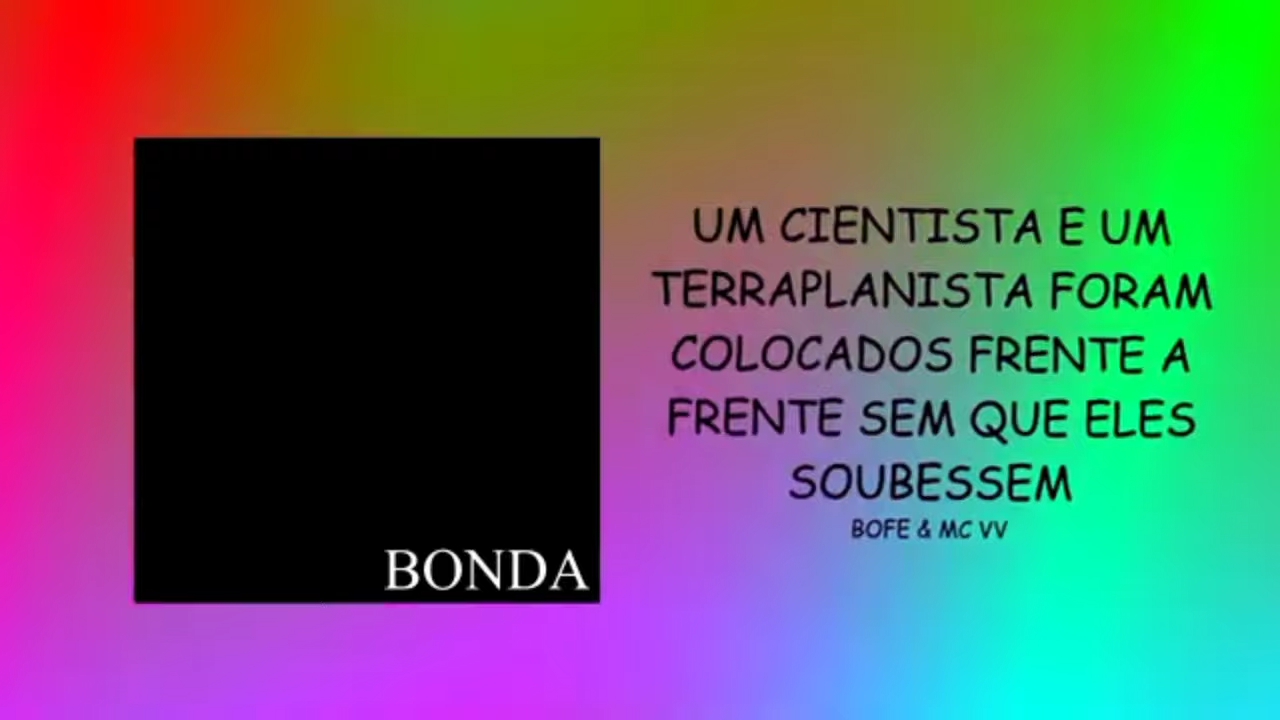 BONDA
UM CIENTISTA E UM
TERRAPLANISTA FORAM
COLOCADOS FRENTE A
FRENTE SEM QUE ELES
SOUBESSEM
BOFE & MC VV